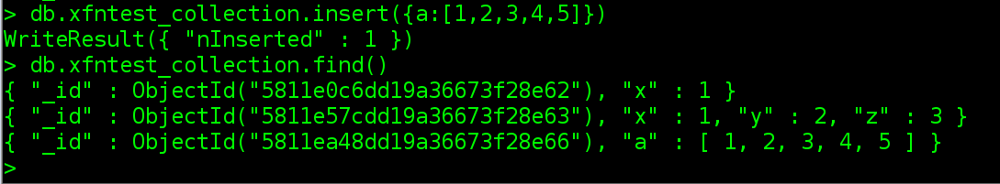 > db.xfntest_collection.insert({a:[1,2,3,4,5]})
WriteResult({ "nInserted" : 1 })
> db.xfntest_collection.find()
{ "_id" : ObjectId("5811e0c6dd19a36673f28e62"), "x" : 1 }
{ "_id" : ObjectId("5811e57cdd19a36673f28e63"), "x" : 1, "y" : 2, "z" : 3 }
{ "_id" : ObjectId("5811ea48dd19a36673f28e66"), "a" : [ 1, 2, 3, 4, 5 ] }
>